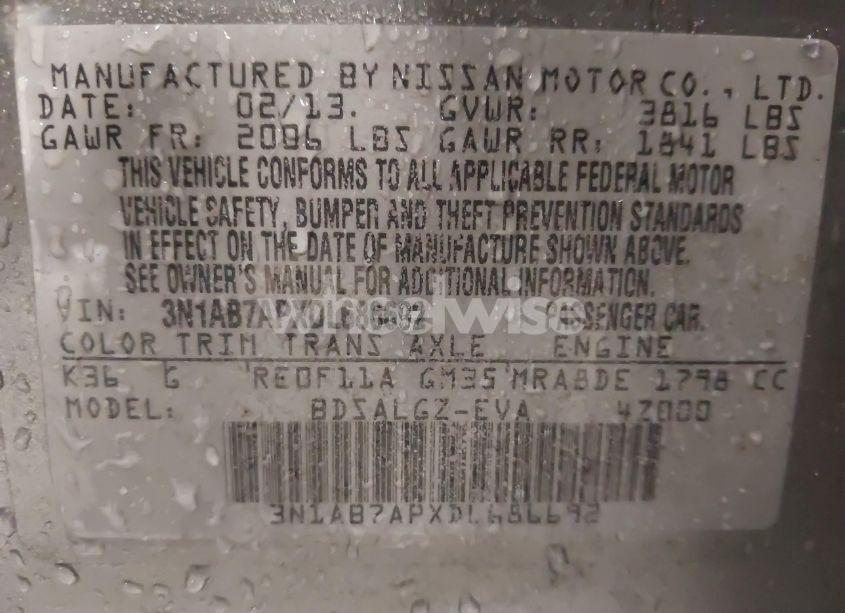 MANUFACTURED BY NISSAN MOTOR CO., LTD.
DATE: 02/13. GVWR: 3816 LBS
GAWR FR: 2006 LBS GAWR RR: 1841 LBS
THIS VEHICLE CONFORMS TO ALL APPLICABLE FEDERAL MOTOR
VEHICLE SAFETY, BUMPER AND THEFT PREVENTION STANDARDS
IN EFFECT ON THE DATE OF MANUFACTURE SHOWN ABOVE.
SEE OWNER'S MANUAL FOR ADDITIONAL INFORMATION.
VIN: 3N1AB7APXDL686692 PASSENGER CAR.
COLOR TRIM TRANS AXLE ENGINE
K36 G RE0F11A GM35 MRA8DE 1798 CC
MODEL: BDSALGZ-EVA 4Z000
3N1AB7APXDL686692